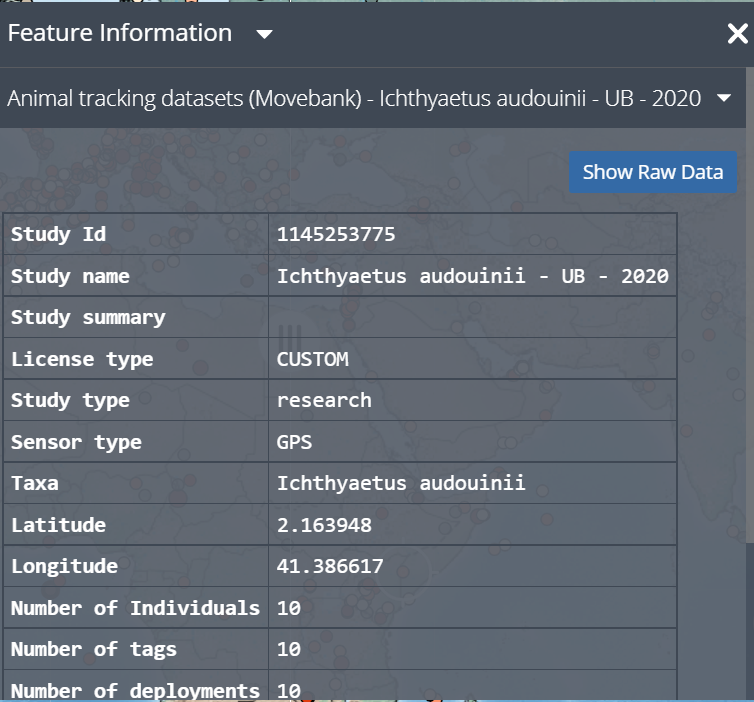 Feature Information
Animal tracking datasets (Movebank) - Ichthyaetus audouinii - UB - 2020
Show Raw Data
Study Id 1145253775
Study name Ichthyaetus audouinii - UB - 2020
Study summary
License type CUSTOM
Study type research
Sensor type GPS
Taxa Ichthyaetus audouinii
Latitude 2.163948
Longitude 41.386617
Number of Individuals 10
Number of tags 10
Number of deployments 10